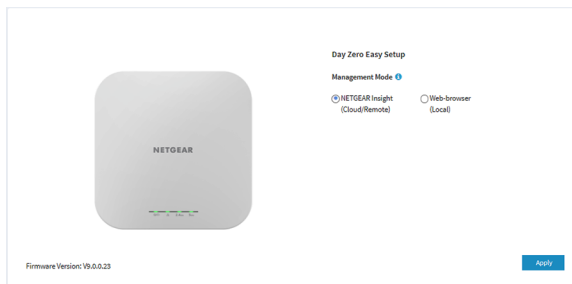 Day Zero Easy Setup
Management Mode
NETGEAR Insight
(Cloud/Remote)
Web-browser
(Local)
NETGEAR
Firmware Version: V9.0.0.23
Apply